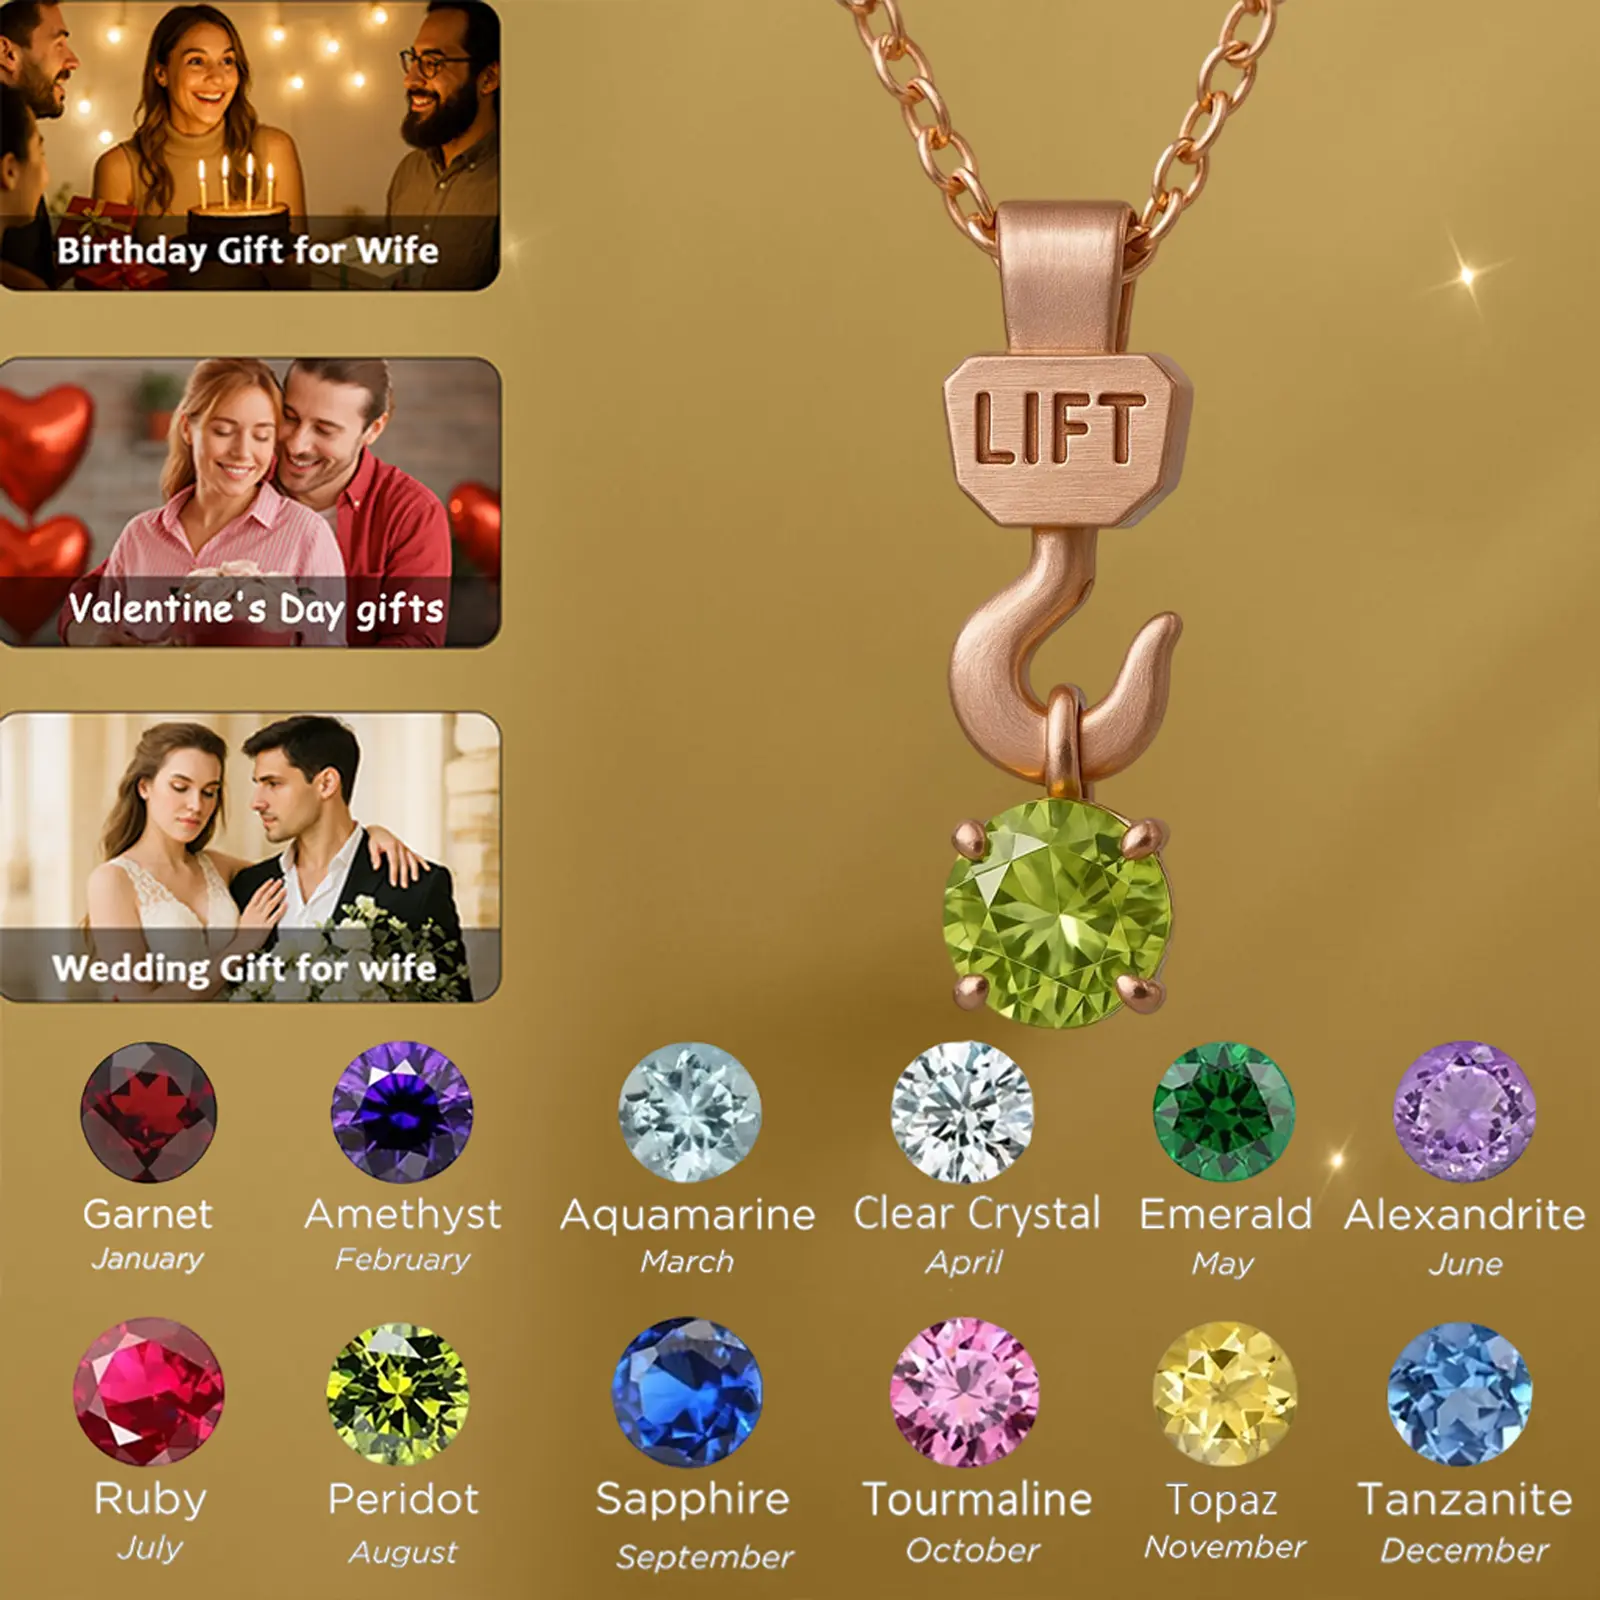 Birthday Gift for Wife
Valentine's Day gifts
Wedding Gift for wife
LIFT
Garnet
January
Amethyst
February
Aquamarine
March
Clear Crystal
April
Emerald
May
Alexandrite
June
Ruby
July
Peridot
August
Sapphire
September
Tourmaline
October
Topaz
November
Tanzanite
December